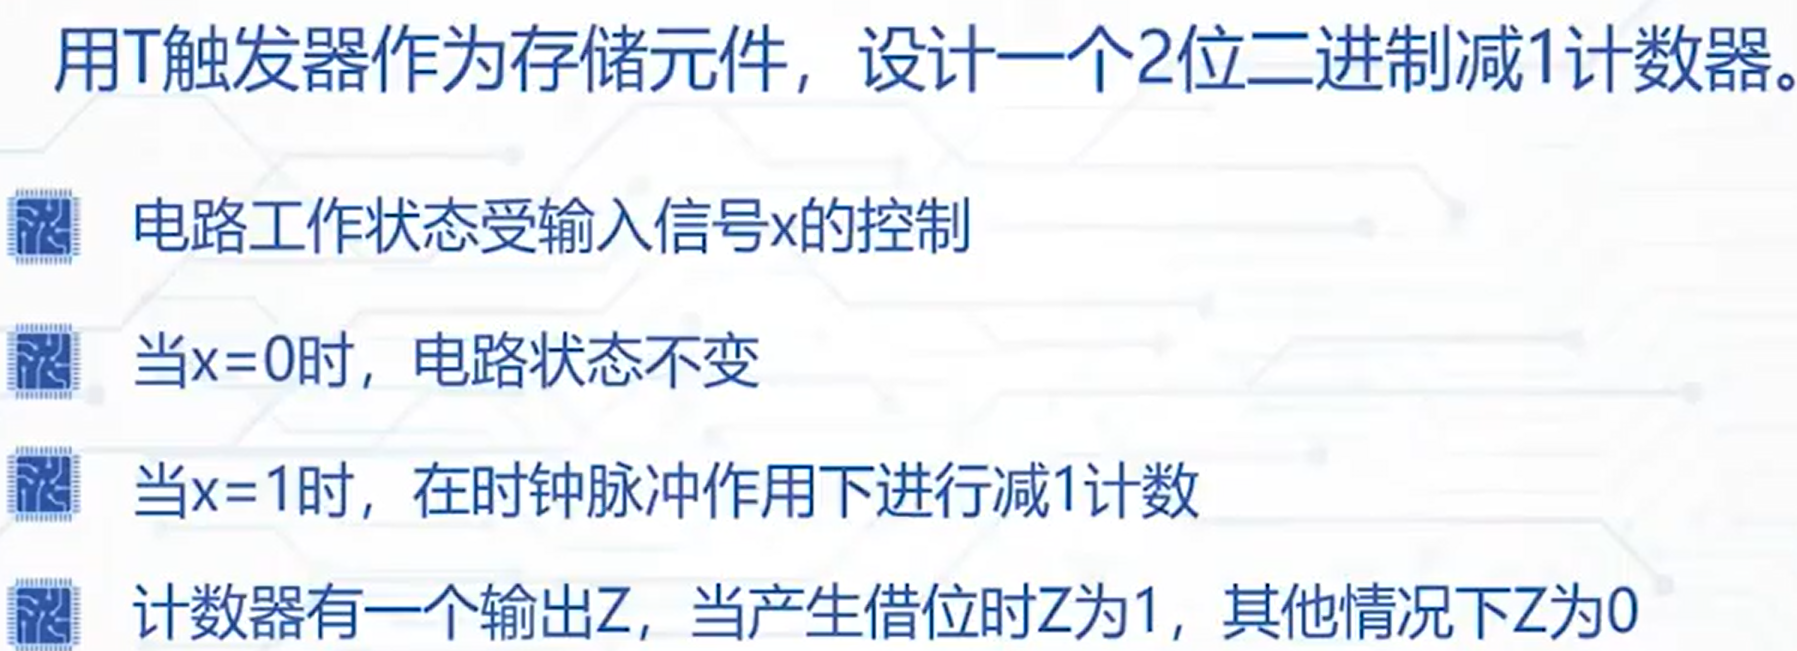 用T触发器作为存储元件，设计一个2位二进制减1计数器。
电路工作状态受输入信号x的控制
当x=0时，电路状态不变
当x=1时，在时钟脉冲作用下进行减1计数
计数器有一个输出Z，当产生借位时Z为1，其他情况下Z为0